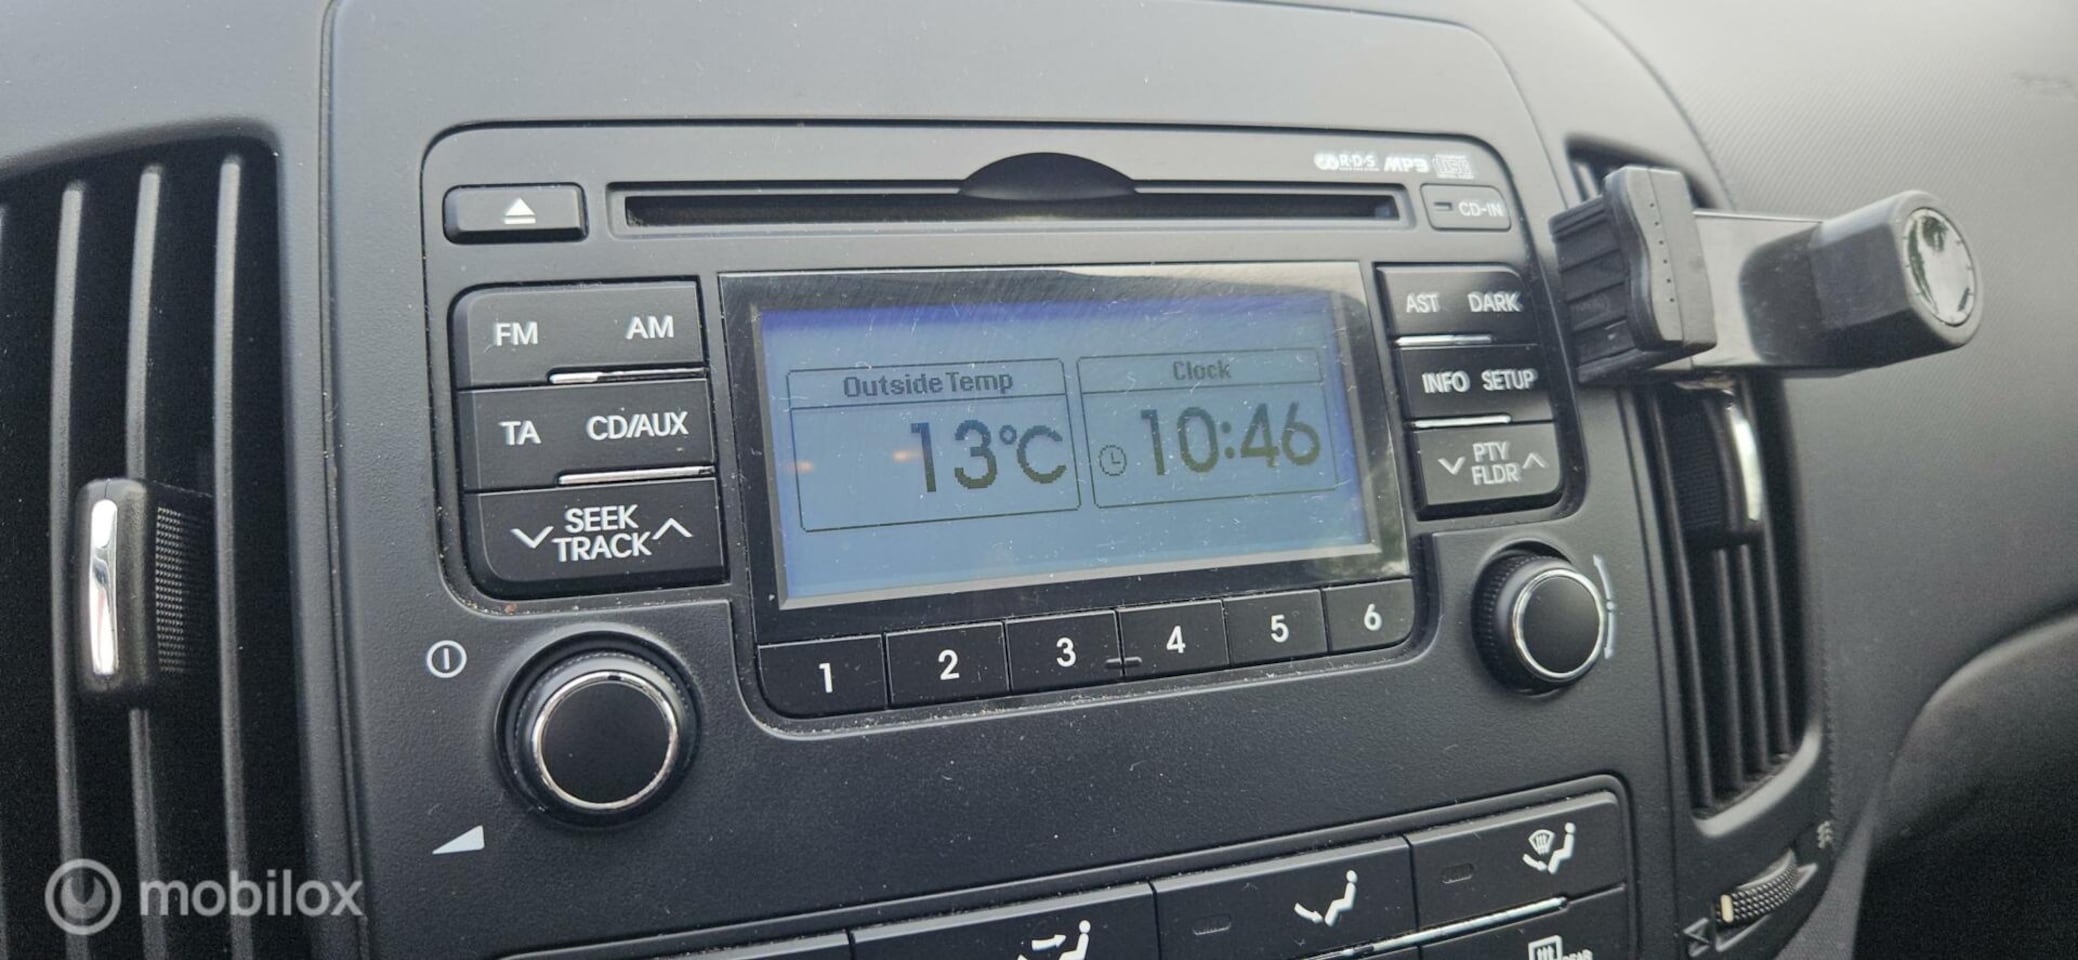 R·D·S MP3
CD-IN
FM AM
AST DARK
Outside Temp
Clock
INFO SETUP
TA CD/AUX
13°C
10:46
PTY
FLDR
SEEK
TRACK
1 2 3 4 5 6
mobilox